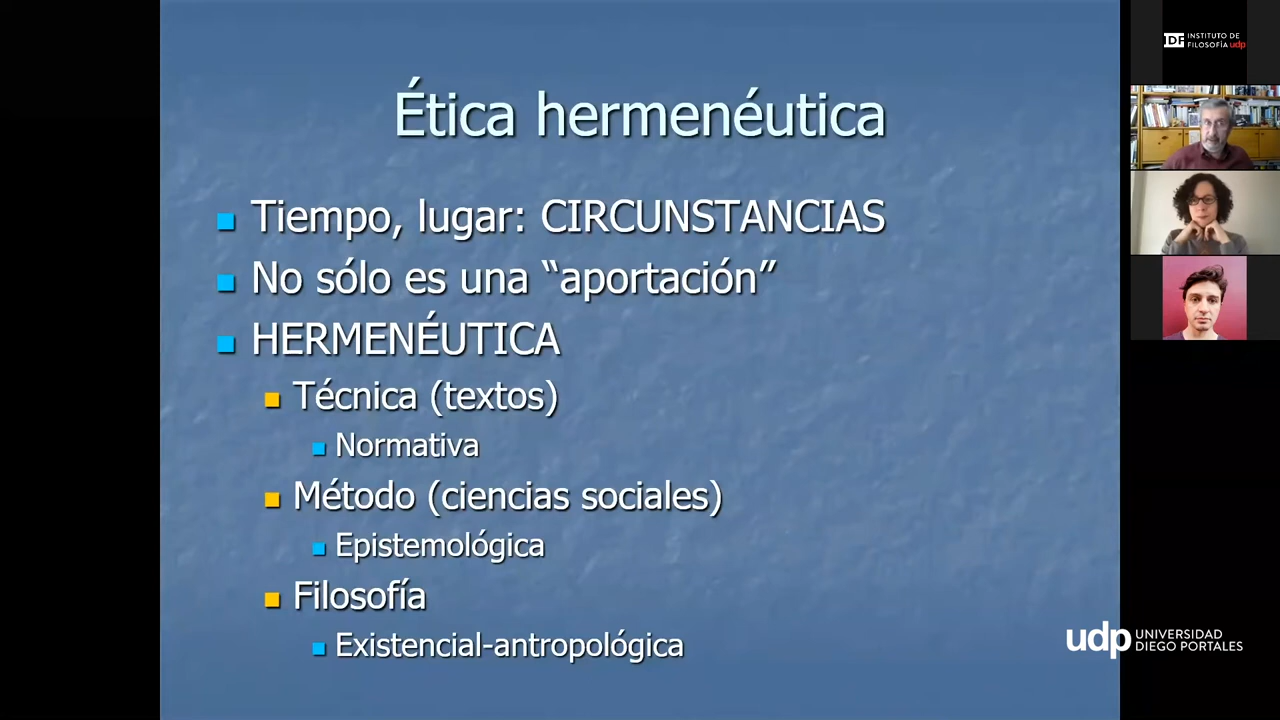 Ética hermenéutica
Tiempo, lugar: CIRCUNSTANCIAS
No sólo es una “aportación”
HERMENÉUTICA
Técnica (textos)
Normativa
Método (ciencias sociales)
Epistemológica
Filosofía
Existencial-antropológica
IDF INSTITUTO DE
FILOSOFÍA udp
udp UNIVERSIDAD
DIEGO PORTALES